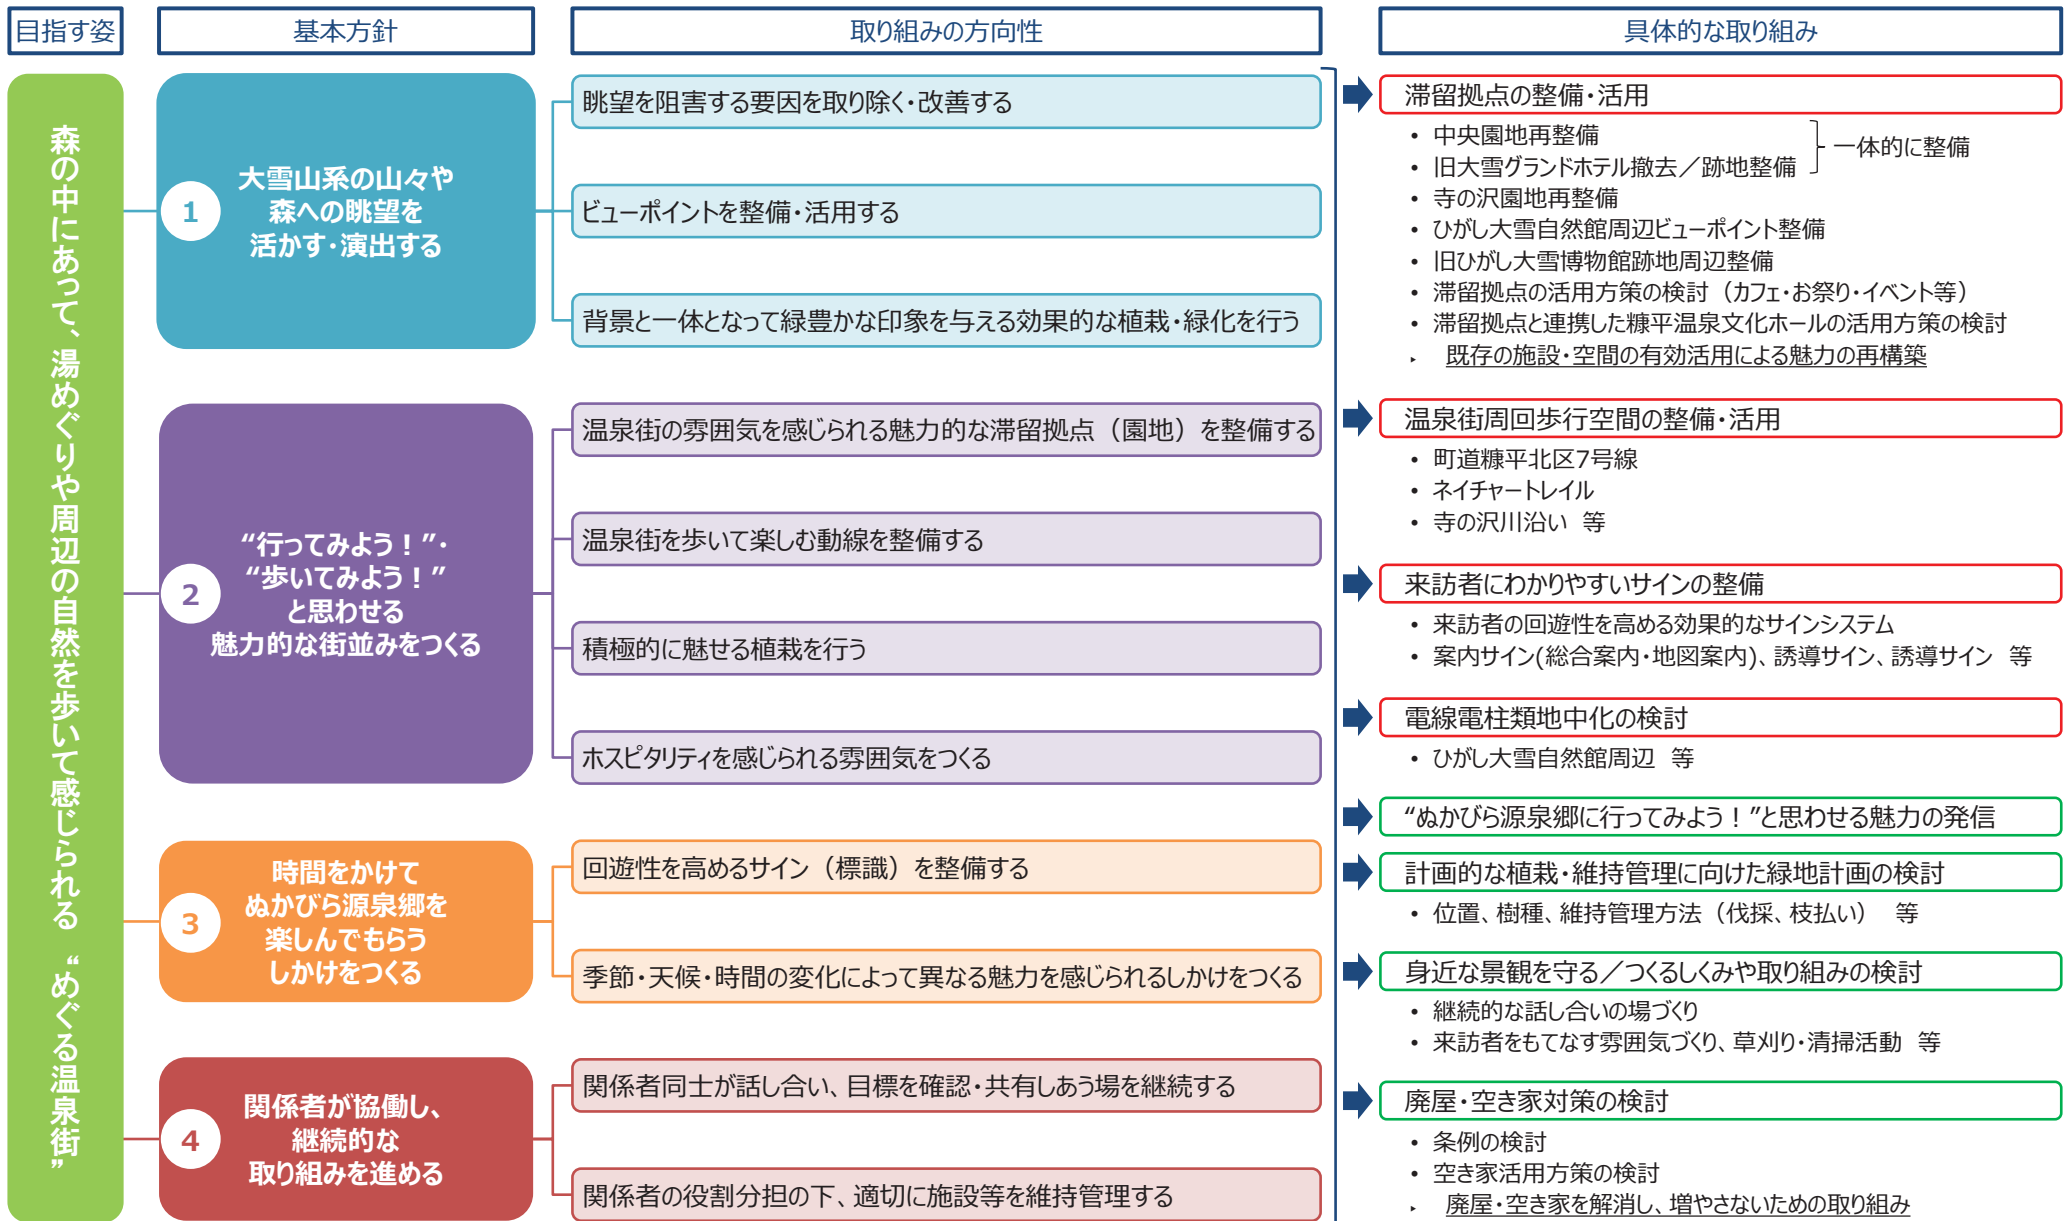 目指す姿
基本方針
取り組みの方向性
具体的な取り組み
森の中にあって、湯めぐりや周辺の自然を歩いて感じられる “めぐる温泉街”
1
大雪山系の山々や
森への眺望を
活かす・演出する
眺望を阻害する要因を取り除く・改善する
ビューポイントを整備・活用する
背景と一体となって緑豊かな印象を与える効果的な植栽・緑化を行う
2
“行ってみよう！”・
“歩いてみよう！”
と思わせる
魅力的な街並みをつくる
温泉街の雰囲気を感じられる魅力的な滞留拠点（園地）を整備する
温泉街を歩いて楽しむ動線を整備する
積極的に魅せる植栽を行う
ホスピタリティを感じられる雰囲気をつくる
3
時間をかけて
ぬかびら源泉郷を
楽しんでもらう
しかけをつくる
回遊性を高めるサイン（標識）を整備する
季節・天候・時間の変化によって異なる魅力を感じられるしかけをつくる
4
関係者が協働し、
継続的な
取り組みを進める
関係者同士が話し合い、目標を確認・共有しあう場を継続する
関係者の役割分担の下、適切に施設等を維持管理する
滞留拠点の整備・活用
• 中央園地再整備
• 旧大雪グランドホテル撤去／跡地整備
一体的に整備
• 寺の沢園地再整備
• ひがし大雪自然館周辺ビューポイント整備
• 旧ひがし大雪博物館跡地周辺整備
• 滞留拠点の活用方策の検討（カフェ・お祭り・イベント等）
• 滞留拠点と連携した糠平温泉文化ホールの活用方策の検討
‣ 既存の施設・空間の有効活用による魅力の再構築
温泉街周回歩行空間の整備・活用
• 町道糠平北区7号線
• ネイチャートレイル
• 寺の沢川沿い 等
来訪者にわかりやすいサインの整備
• 来訪者の回遊性を高める効果的なサインシステム
• 案内サイン(総合案内・地図案内)、誘導サイン、誘導サイン 等
電線電柱類地中化の検討
• ひがし大雪自然館周辺 等
“ぬかびら源泉郷に行ってみよう！”と思わせる魅力の発信
計画的な植栽・維持管理に向けた緑地計画の検討
• 位置、樹種、維持管理方法（伐採、枝払い） 等
身近な景観を守る／つくるしくみや取り組みの検討
• 継続的な話し合いの場づくり
• 来訪者をもてなす雰囲気づくり、草刈り・清掃活動 等
廃屋・空き家対策の検討
• 条例の検討
• 空き家活用方策の検討
‣ 廃屋・空き家を解消し、増やさないための取り組み